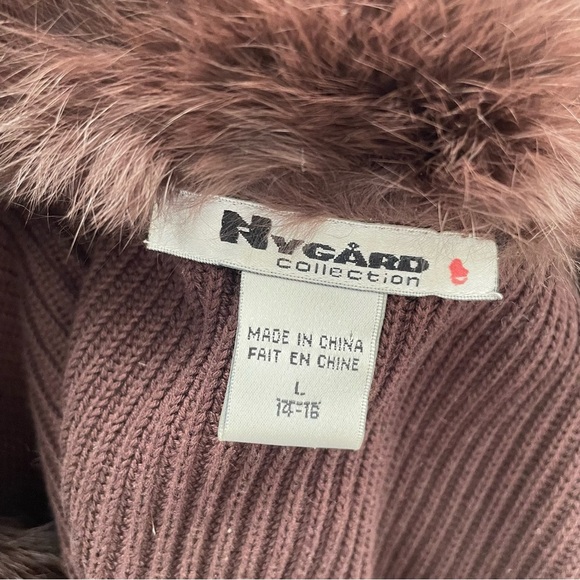 NYGÅRD
collection
MADE IN CHINA
FAIT EN CHINE
L
14-16